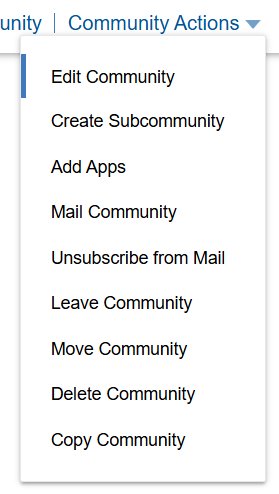 unity | Community Actions
Edit Community
Create Subcommunity
Add Apps
Mail Community
Unsubscribe from Mail
Leave Community
Move Community
Delete Community
Copy Community